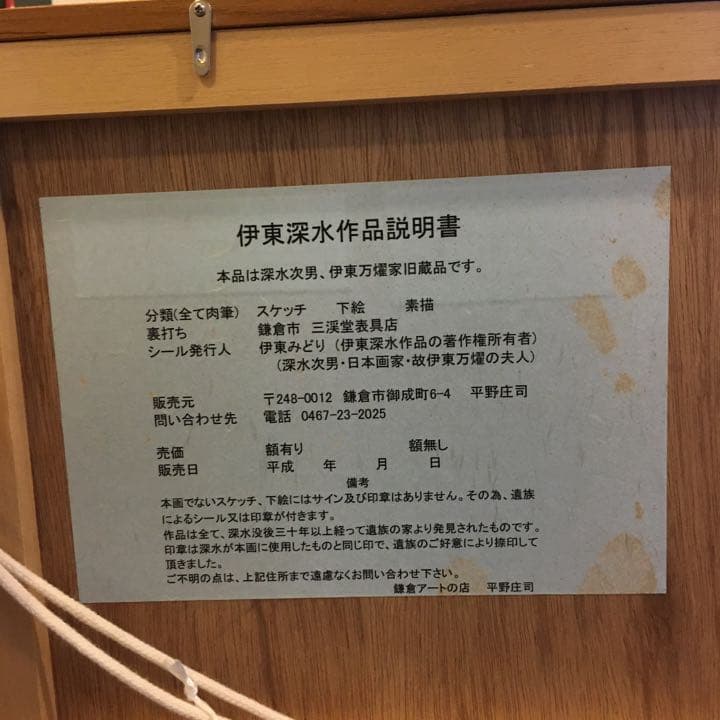 伊東深水作品説明書
本品は深水次男、伊東万燿家旧蔵品です。
分類(全て肉筆) スケッチ 下絵 素描
裏打ち 鎌倉市 三渓堂表具店
シール発行人 伊東みどり (伊東深水作品の著作権所有者)
(深水次男・日本画家・故伊東万燿の夫人)
販売元 〒248-0012 鎌倉市御成町6-4 平野庄司
問い合わせ先 電話 0467-23-2025
売価 額有り 額無し
販売日 平成 年 月 日
備考
本画でないスケッチ、下絵にはサイン及び印章はありません。その為、遺族
によるシール又は印章が付きます。
作品は全て、深水没後三十年以上経って遺族の家より発見されたものです。
印章は深水が本画に使用したものと同じ印で、遺族のご好意により捺印して
頂きました。
ご不明の点は、上記住所まで遠慮なくお問い合わせ下さい。
鎌倉アートの店 平野庄司